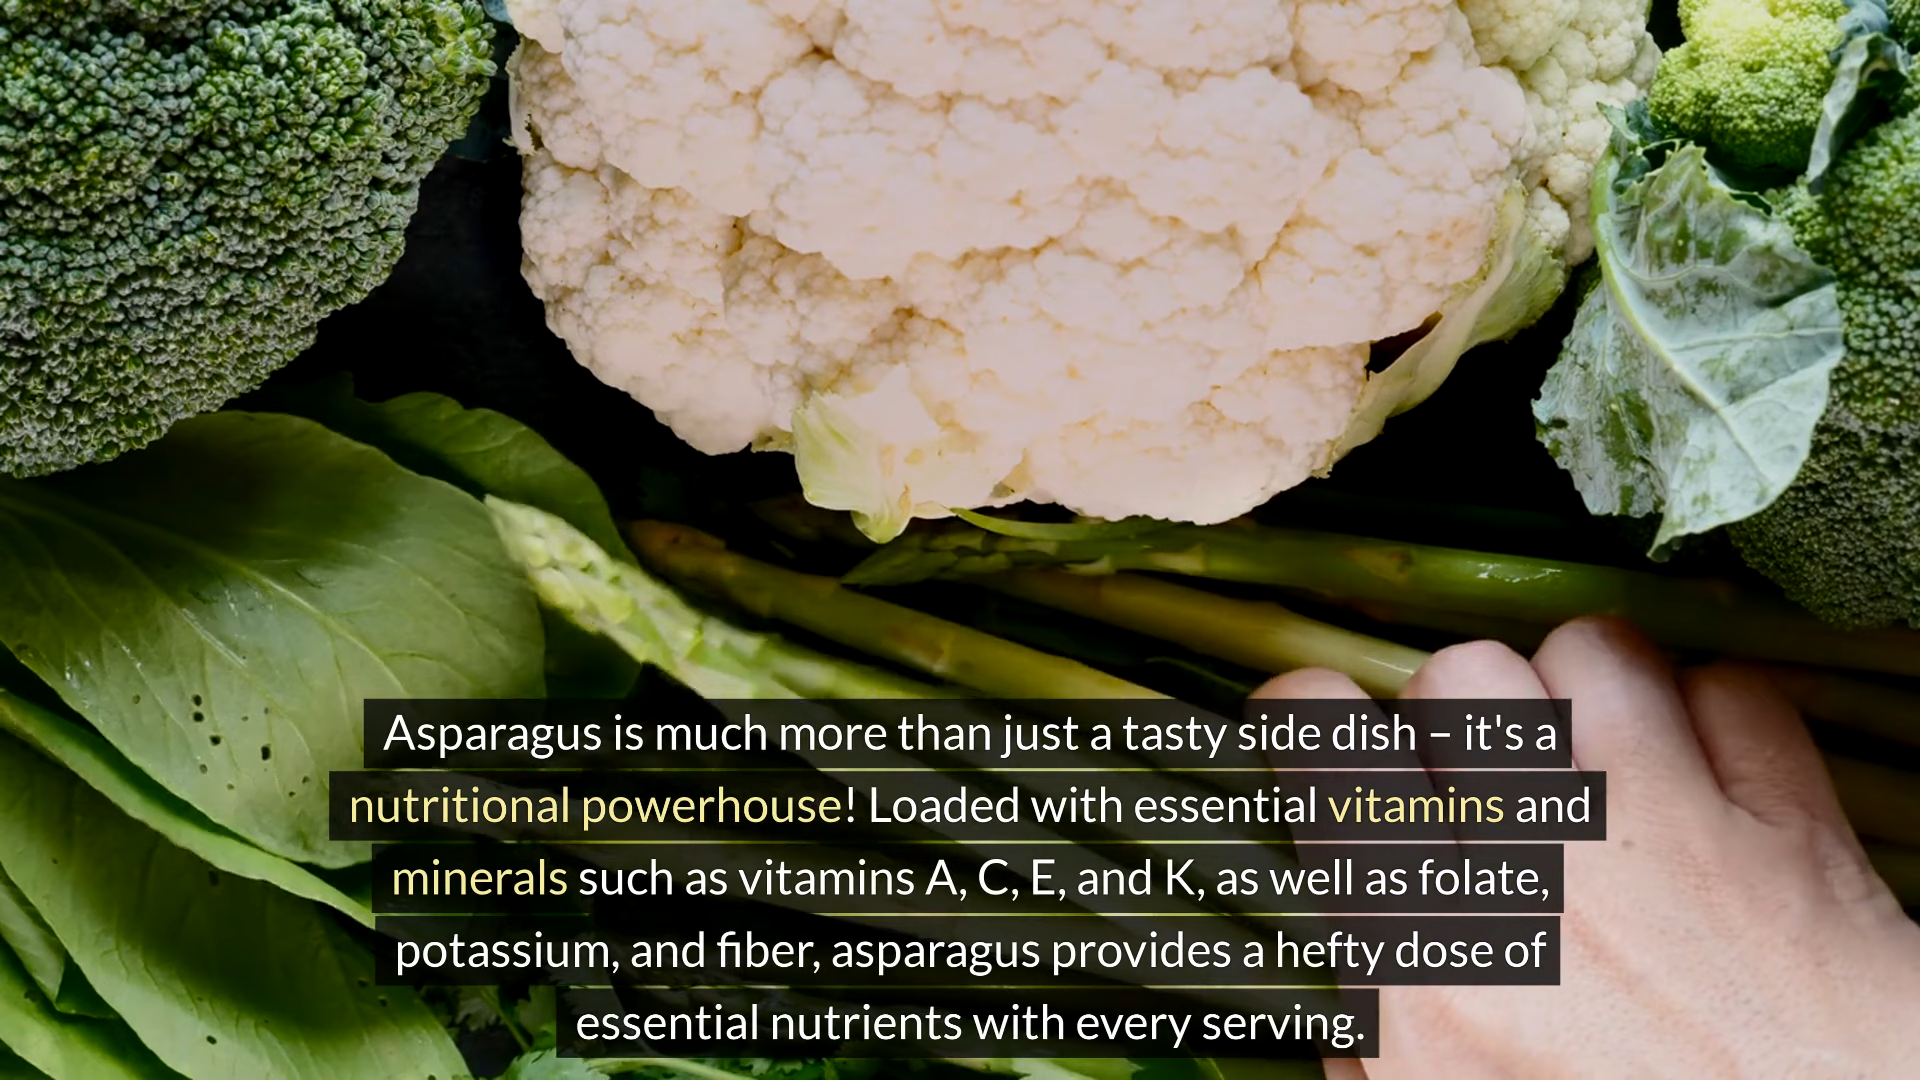 Asparagus is much more than just a tasty side dish – it's a
nutritional powerhouse! Loaded with essential vitamins and
minerals such as vitamins A, C, E, and K, as well as folate,
potassium, and fiber, asparagus provides a hefty dose of
essential nutrients with every serving.